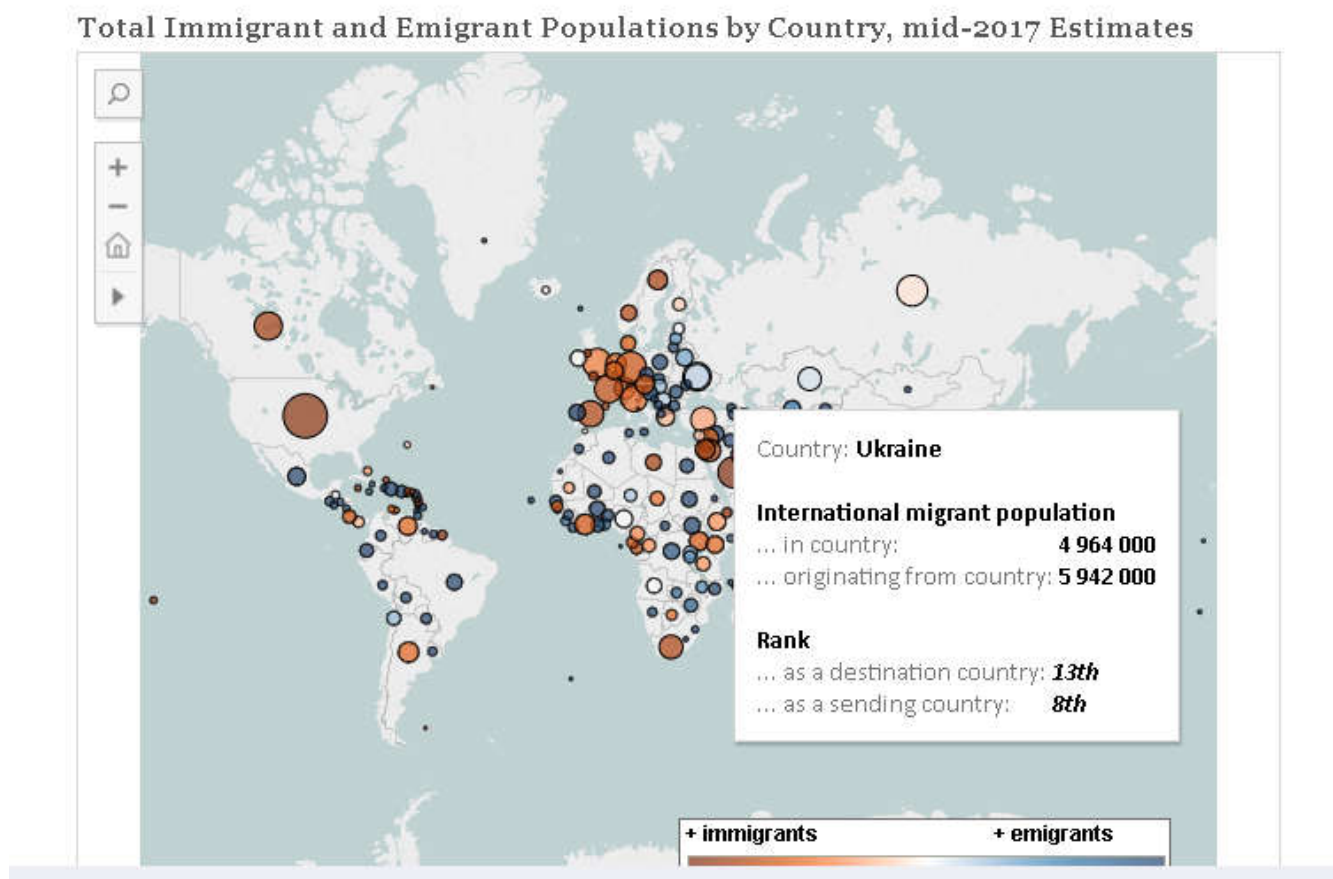 Total Immigrant and Emigrant Populations by Country, mid-2017 Estimates
Country: Ukraine
International migrant population
... in country: 4 964 000
... originating from country: 5 942 000
Rank
... as a destination country: 13th
... as a sending country: 8th
+ immigrants + emigrants